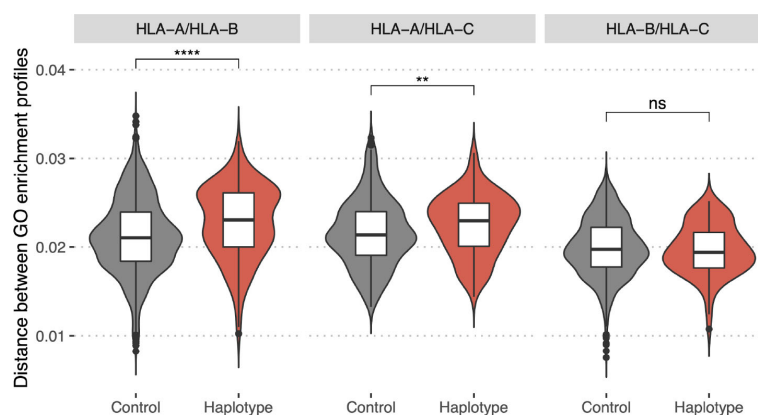 HLA−A/HLA−B HLA−A/HLA−C HLA−B/HLA−C
Distance between GO enrichment profiles
0.04
0.03
0.02
0.01
****
**
ns
Control Haplotype Control Haplotype Control Haplotype